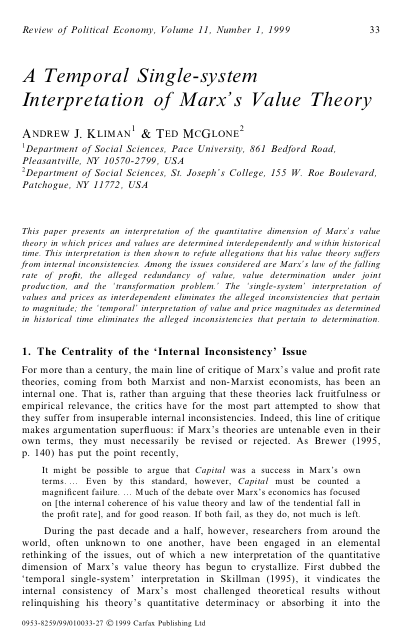 Review of Political Economy, Volume 11, Number 1, 1999 33
A Temporal Single-system
Interpretation of Marx's Value Theory
ANDREW J. KLIMAN1 & TED MCGLONE2
1Department of Social Sciences, Pace University, 861 Bedford Road,
Pleasantville, NY 10570-2799, USA
2Department of Social Sciences, St. Joseph's College, 155 W. Roe Boulevard,
Patchogue, NY 11772, USA
This paper presents an interpretation of the quantitative dimension of Marx's value
theory in which prices and values are determined interdependently and within historical
time. This interpretation is then shown to refute allegations that his value theory suffers
from internal inconsistencies. Among the issues considered are Marx's law of the falling
rate of profit, the alleged redundancy of value, value determination under joint
production, and the 'transformation problem.' The 'single-system' interpretation of
values and prices as interdependent eliminates the alleged inconsistencies that pertain
to magnitude; the 'temporal' interpretation of value and price magnitudes as determined
in historical time eliminates the alleged inconsistencies that pertain to determination.
1. The Centrality of the 'Internal Inconsistency' Issue
For more than a century, the main line of critique of Marx's value and profit rate
theories, coming from both Marxist and non-Marxist economists, has been an
internal one. That is, rather than arguing that these theories lack fruitfulness or
empirical relevance, the critics have for the most part attempted to show that
they suffer from insuperable internal inconsistencies. Indeed, this line of critique
makes argumentation superfluous: if Marx's theories are untenable even in their
own terms, they must necessarily be revised or rejected. As Brewer (1995,
p. 140) has put the point recently,
It might be possible to argue that Capital was a success in Marx's own
terms. ... Even by this standard, however, Capital must be counted a
magnificent failure. ... Much of the debate over Marx's economics has focused
on [the internal coherence of his value theory and law of the tendential fall in
the profit rate], and for good reason. If both fail, as they do, not much is left.
During the past decade and a half, however, researchers from around the
world, often unknown to one another, have been engaged in an elemental
rethinking of the issues, out of which a new interpretation of the quantitative
dimension of Marx's value theory has begun to crystallize. First dubbed the
'temporal single-system' interpretation in Skillman (1995), it vindicates the
internal consistency of Marx's most challenged theoretical results without
relinquishing his theory's quantitative determinacy or absorbing it into the
0953-8259/99/010033-27 © 1999 Carfax Publishing Ltd